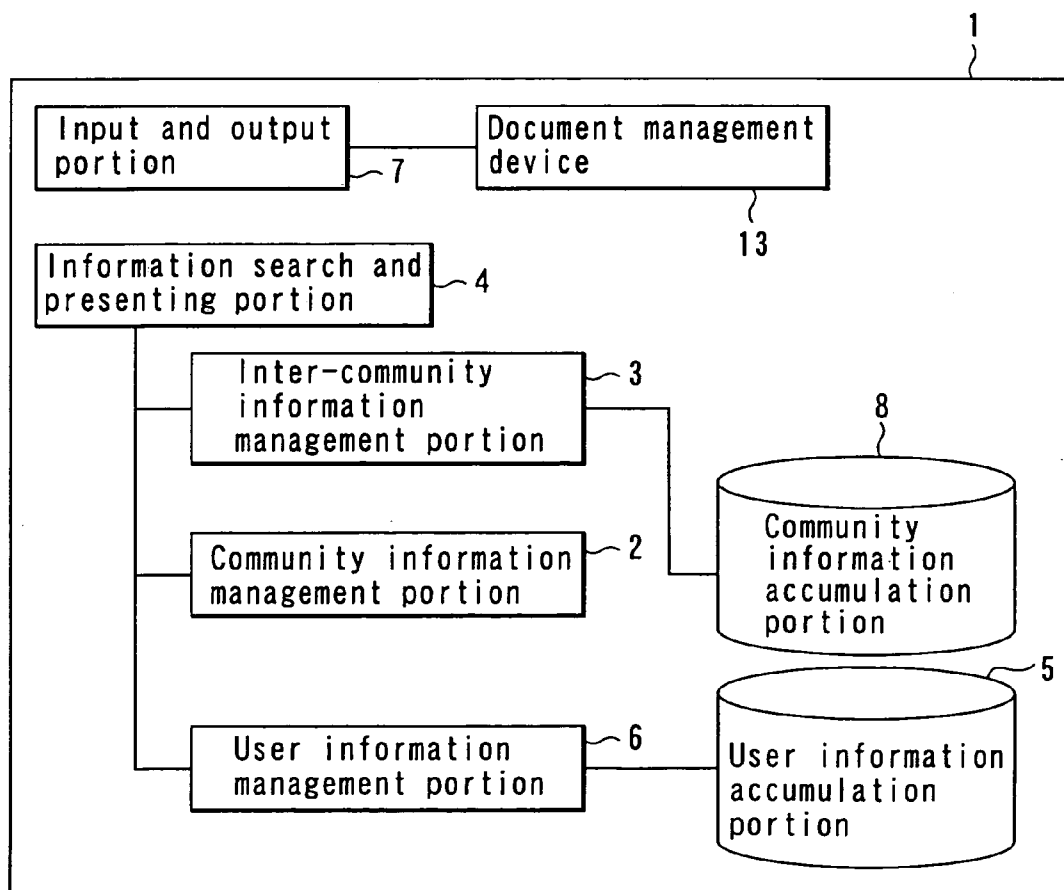 1
Input and output
portion
7
Document management
device
13
Information search and
presenting portion
4
Inter-community
information
management portion
3
8
Community
information
accumulation
portion
Community information
management portion
2
5
User information
management portion
6
User information
accumulation
portion